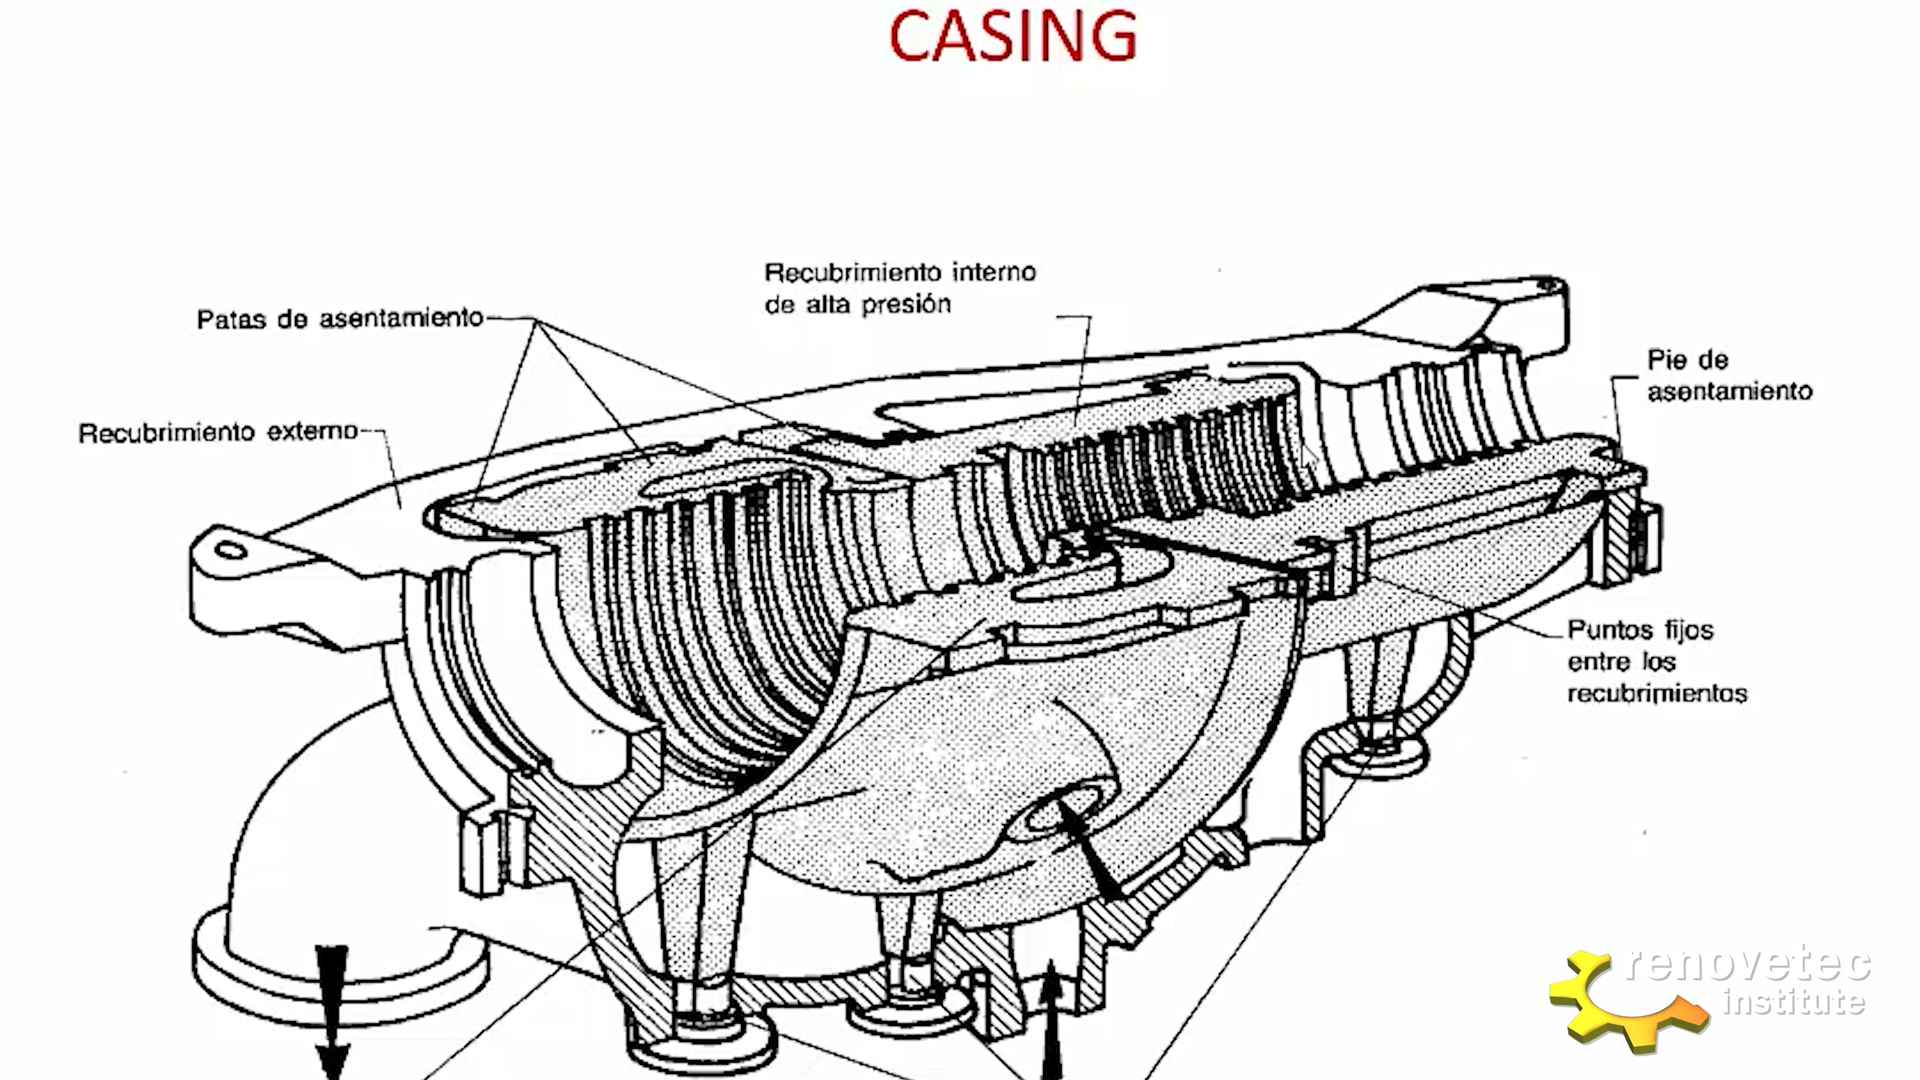 CASING
Recubrimiento interno
de alta presión
Patas de asentamiento
Pie de
asentamiento
Recubrimiento externo
Puntos fijos
entre los
recubrimientos
renovetec
institute